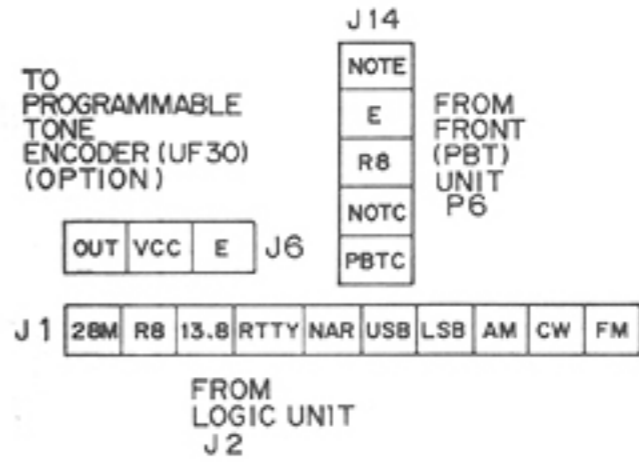 J14
NOTE
E
R8
NOTC
PBTC
FROM
FRONT
(PBT)
UNIT
P6
TO
PROGRAMMABLE
TONE
ENCODER (UF30)
(OPTION)
OUT VCC E J6
J1 28M R8 13.8 RTTY NAR USB LSB AM CW FM
FROM
LOGIC UNIT
J2